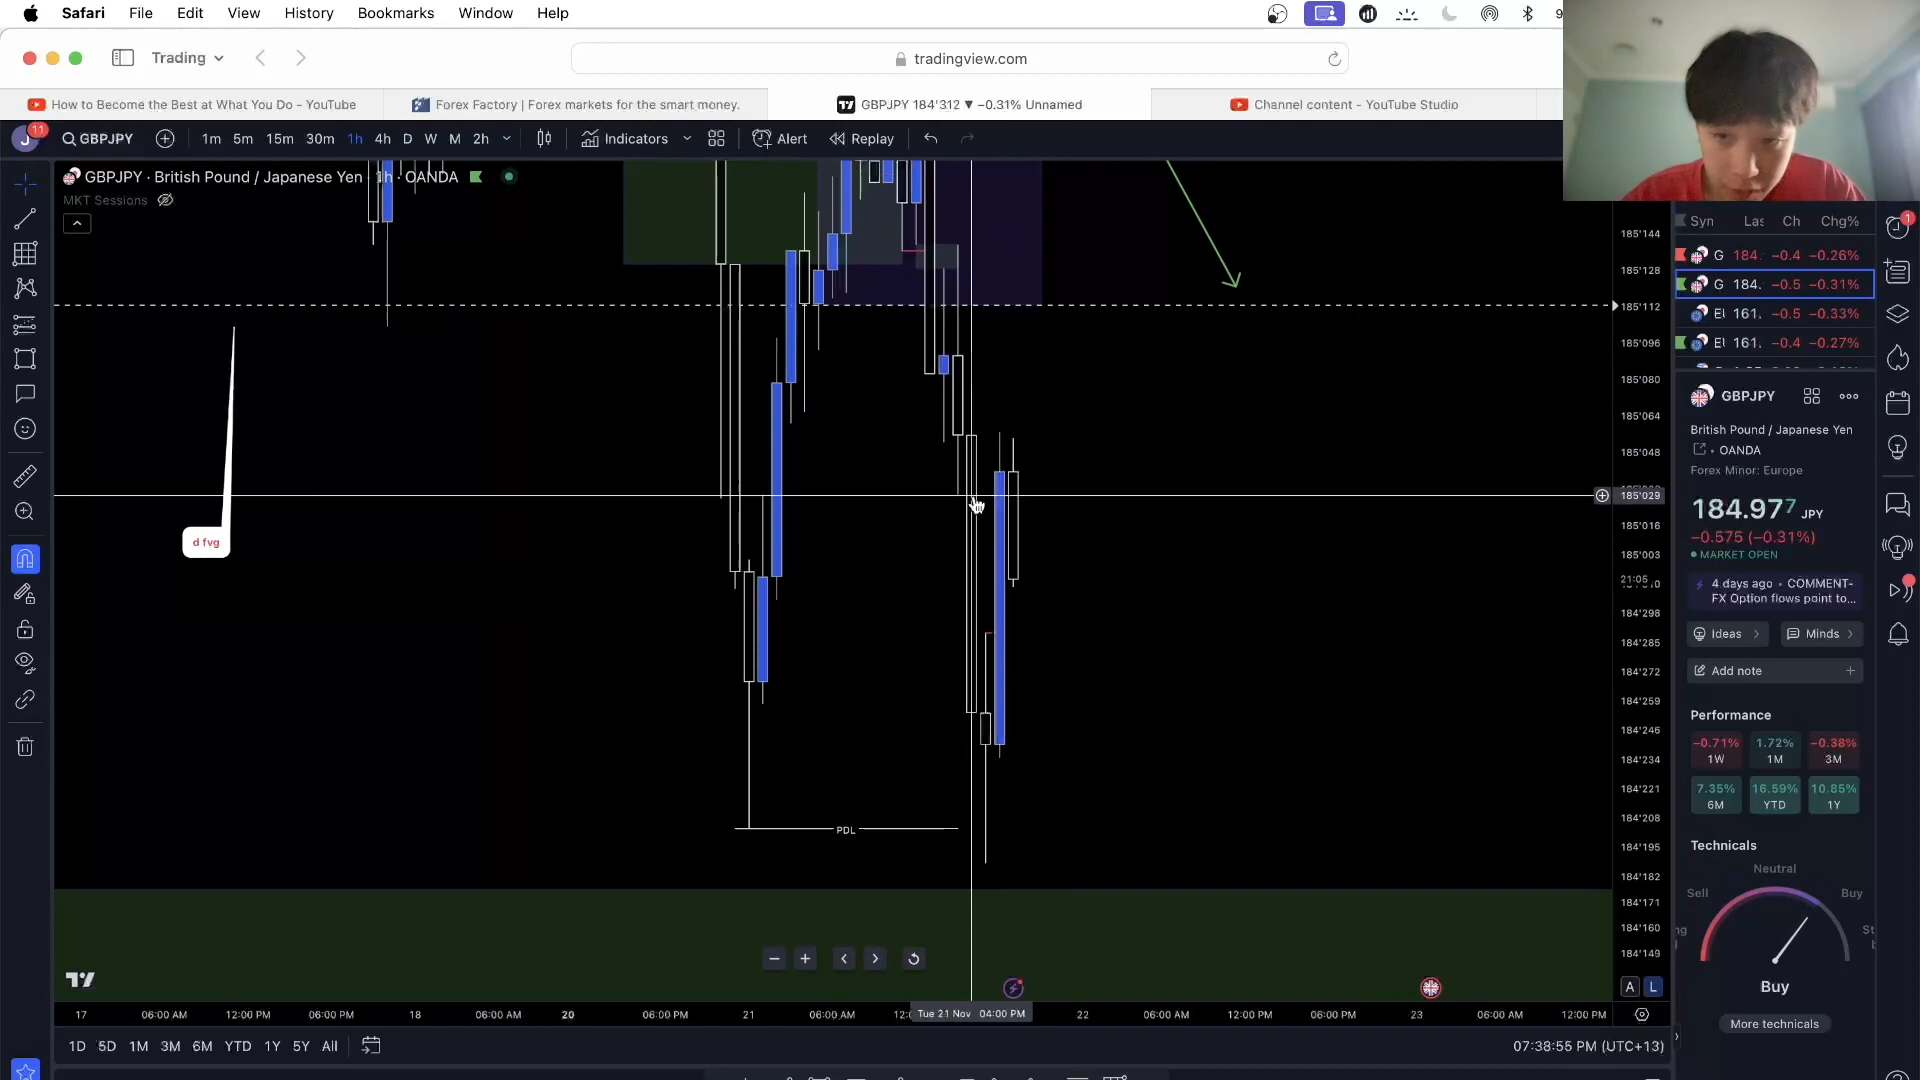 Safari File Edit View History Bookmarks Window Help 9
Trading tradingview.com
How to Become the Best at What You Do - YouTube Forex Factory | Forex markets for the smart money. GBPJPY 184'312 ▼ −0.31% Unnamed Channel content - YouTube Studio
J 11 GBPJPY 1m 5m 15m 30m 1h 4h D W M 2h Indicators Alert Replay
GBPJPY · British Pound / Japanese Yen · 1h · OANDA
MKT Sessions
Syn Las Ch Chg%
G 184. −0.4 −0.26%
G 184. −0.5 −0.31%
161. −0.5 −0.33%
161. −0.4 −0.27%
1
185'144
185'128
185'112
185'096
185'080
185'064
185'048
185'029
185'016
185'003
21:05
184'298
184'285
184'272
184'259
184'246
184'234
184'221
184'208
184'195
184'182
184'171
184'160
184'149
d fvg
PDL
GBPJPY
British Pound / Japanese Yen
OANDA
Forex Minor: Europe
184.977 JPY
−0.575 (−0.31%)
MARKET OPEN
4 days ago • COMMENT-
FX Option flows point to...
Ideas Minds
Add note
Performance
−0.71% 1.72% −0.38%
1W 1M 3M
7.35% 16.59% 10.85%
6M YTD 1Y
Technicals
Neutral
Sell Buy
ng St
Buy
More technicals
A L
17 06:00 AM 12:00 PM 06:00 PM 18 06:00 AM 20 06:00 PM 21 06:00 AM Tue 21 Nov 04:00 PM 22 06:00 AM 12:00 PM 06:00 PM 23 06:00 AM 12:00 PM
1D 5D 1M 3M 6M YTD 1Y 5Y All 07:38:55 PM (UTC+13)